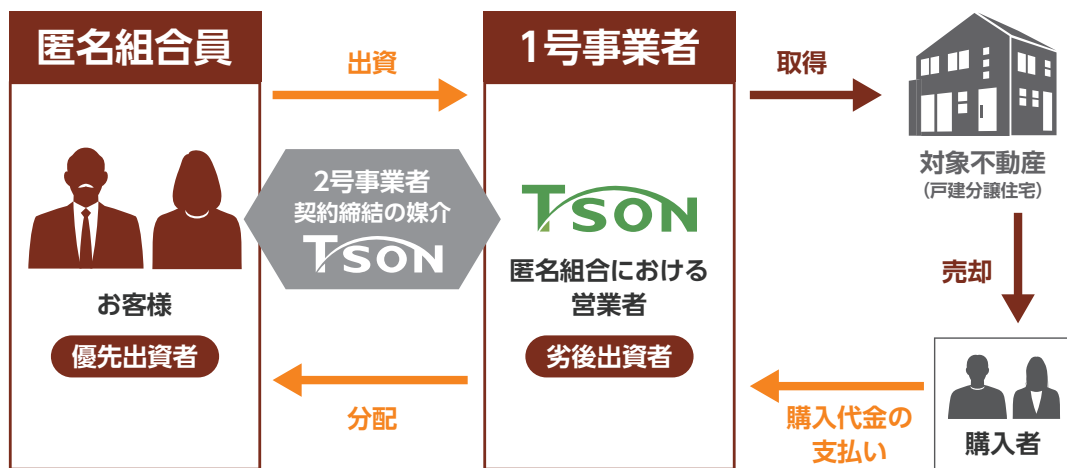 匿名組合員
お客様
優先出資者
出資
2号事業者
契約締結の媒介
TSON
分配
1号事業者
TSON
匿名組合における
営業者
劣後出資者
取得
対象不動産
（戸建分譲住宅）
売却
購入代金の
支払い
購入者